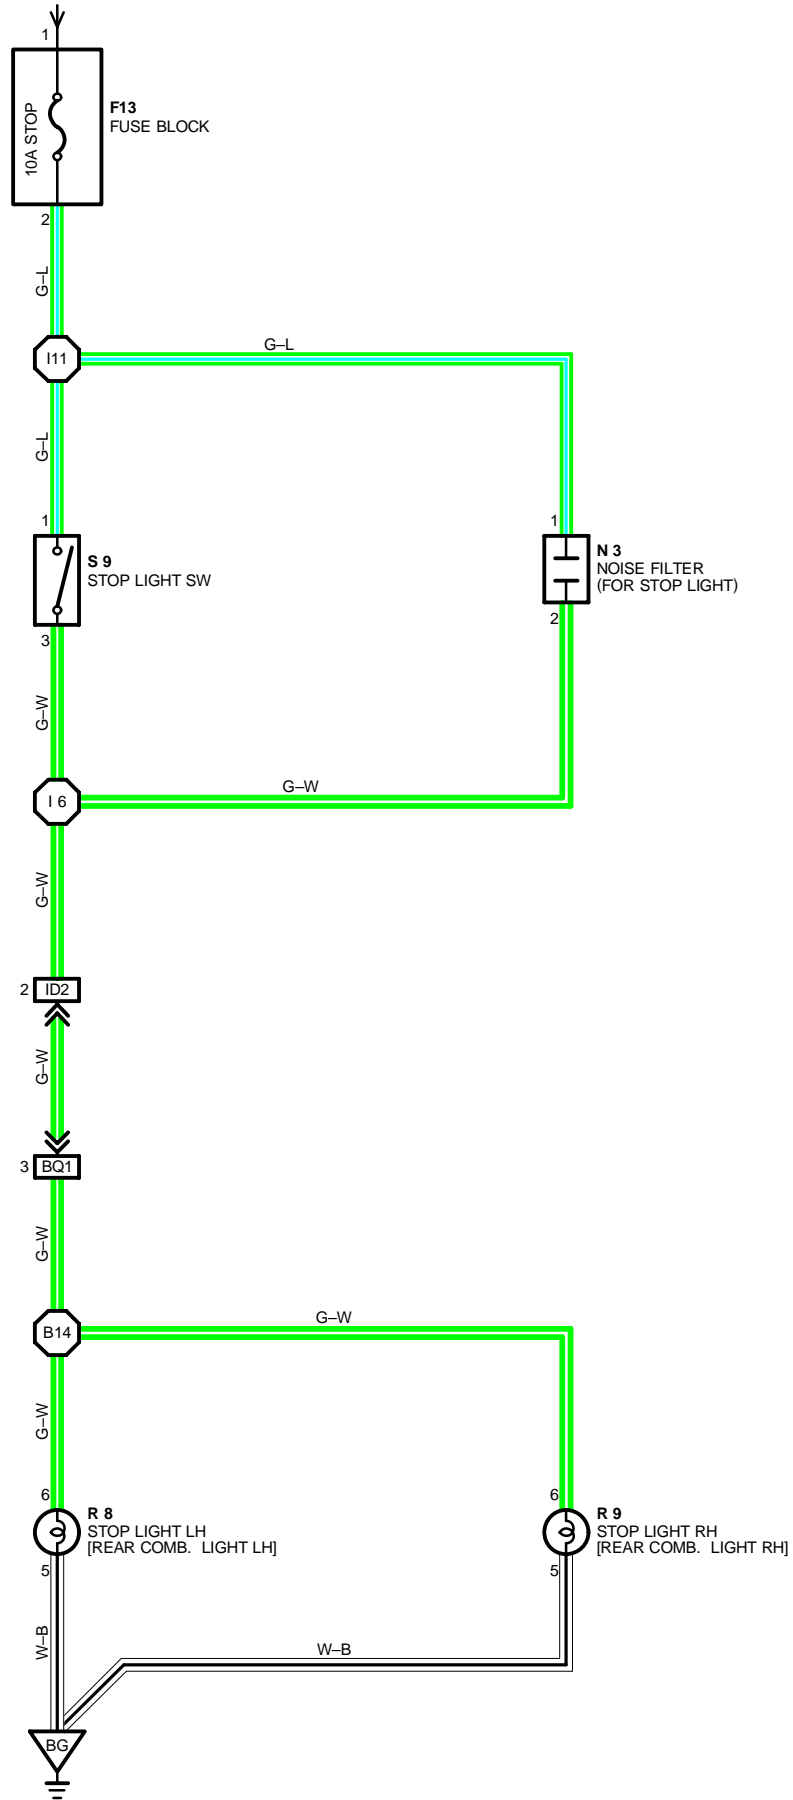 1
10A STOP
F13
FUSE BLOCK
2
G–L
I11
G–L
G–L
1
S 9
STOP LIGHT SW
3
1
N 3
NOISE FILTER
(FOR STOP LIGHT)
2
G–W
I 6
G–W
G–W
2
ID2
G–W
3
BQ1
G–W
B14
G–W
G–W
6
R 8
STOP LIGHT LH
[REAR COMB. LIGHT LH]
5
6
R 9
STOP LIGHT RH
[REAR COMB. LIGHT RH]
5
W–B
W–B
BG